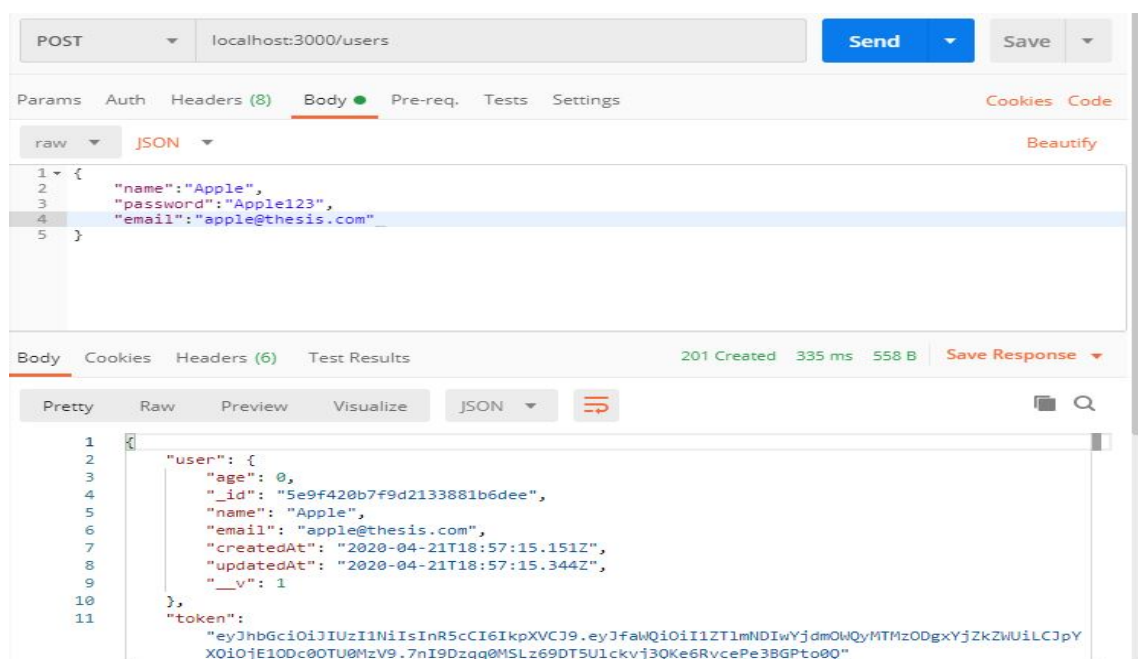 POST localhost:3000/users Send Save
Params Auth Headers (8) Body Pre-req. Tests Settings Cookies Code
raw JSON Beautify
1 {
2 "name":"Apple",
3 "password":"Apple123",
4 "email":"apple@thesis.com"
5 }
Body Cookies Headers (6) Test Results 201 Created 335 ms 558 B Save Response
Pretty Raw Preview Visualize JSON
1 {
2 "user": {
3 "age": 0,
4 "_id": "5e9f420b7f9d2133881b6dee",
5 "name": "Apple",
6 "email": "apple@thesis.com",
7 "createdAt": "2020-04-21T18:57:15.151Z",
8 "updatedAt": "2020-04-21T18:57:15.344Z",
9 "__v": 1
10 },
11 "token":